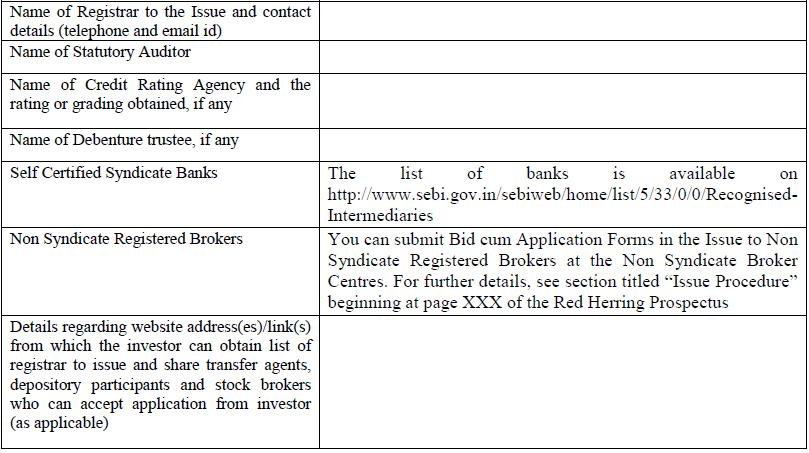 Name of Registrar to the Issue and contact
details (telephone and email id)
Name of Statutory Auditor
Name of Credit Rating Agency and the
rating or grading obtained, if any
Name of Debenture trustee, if any
Self Certified Syndicate Banks
The list of banks is available on
http://www.sebi.gov.in/sebiweb/home/list/5/33/0/0/Recognised-
Intermediaries
Non Syndicate Registered Brokers
You can submit Bid cum Application Forms in the Issue to Non
Syndicate Registered Brokers at the Non Syndicate Broker
Centres. For further details, see section titled “Issue Procedure”
beginning at page XXX of the Red Herring Prospectus
Details regarding website address(es)/link(s)
from which the investor can obtain list of
registrar to issue and share transfer agents,
depository participants and stock brokers
who can accept application from investor
(as applicable)